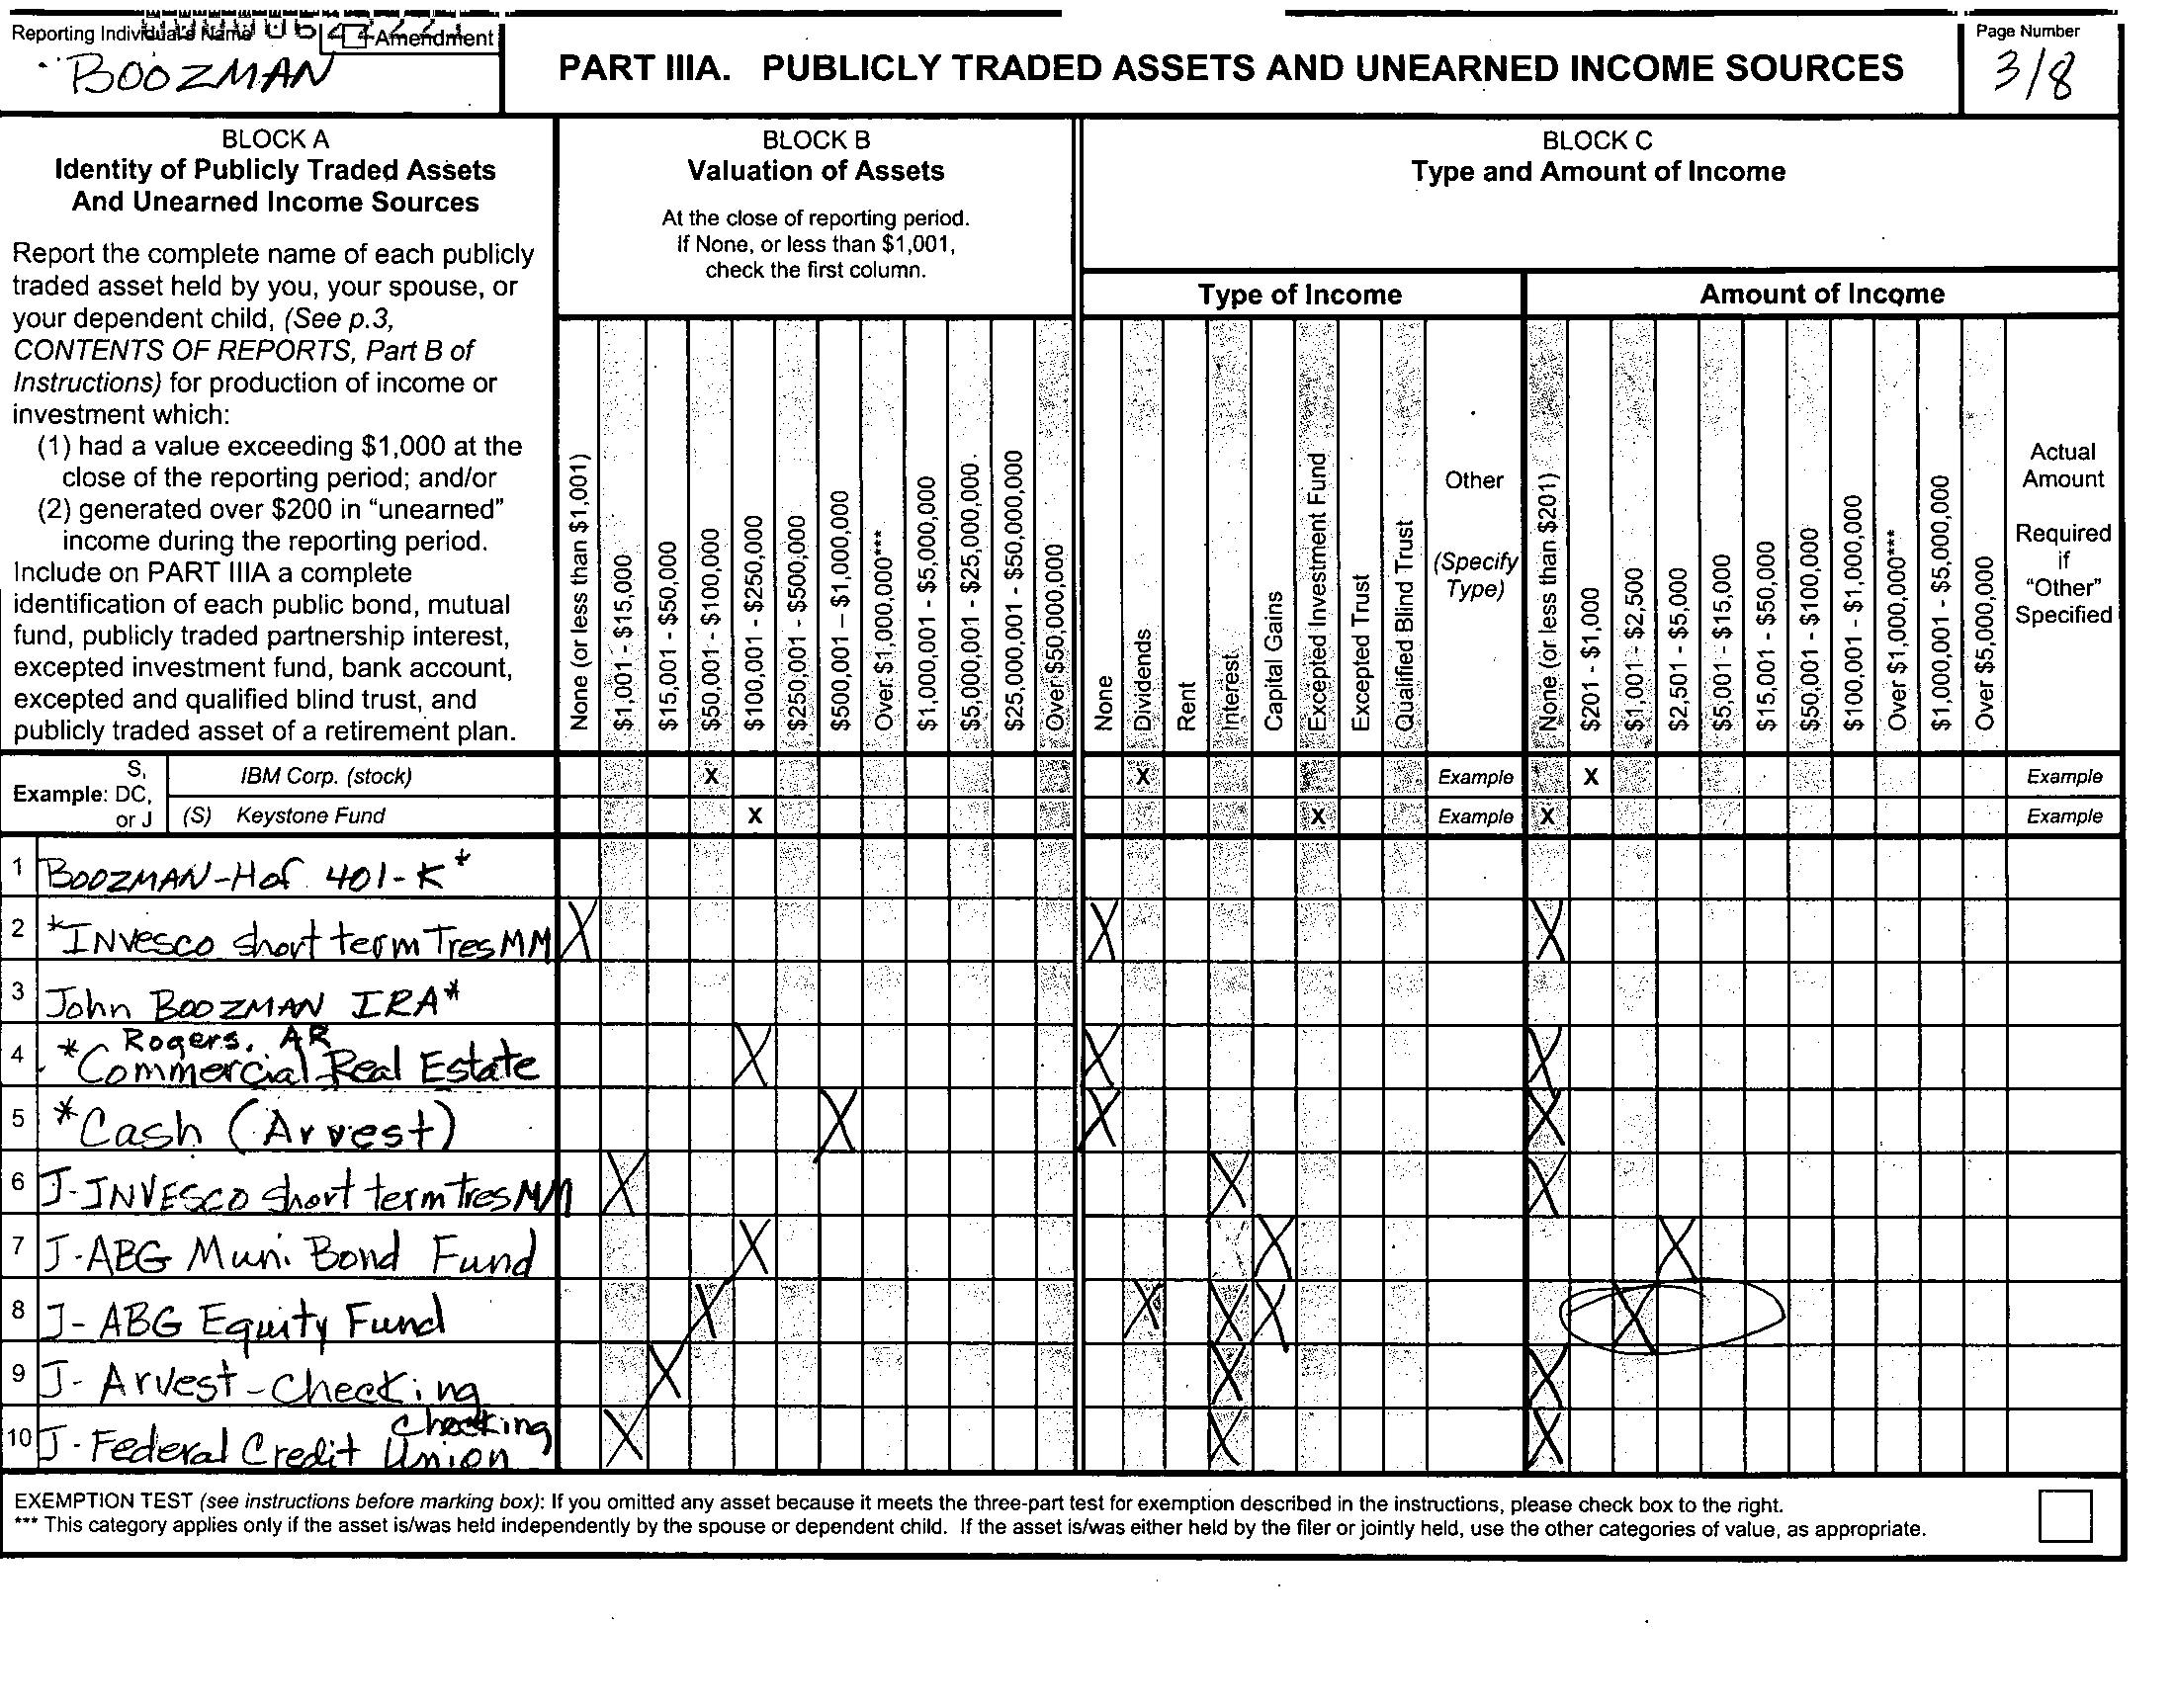 Reporting Individual's Name
Amendment
BOOZMAN
PART IIIA. PUBLICLY TRADED ASSETS AND UNEARNED INCOME SOURCES
Page Number
3/8
BLOCK A
Identity of Publicly Traded Assets
And Unearned Income Sources
Report the complete name of each publicly
traded asset held by you, your spouse, or
your dependent child, (See p.3,
CONTENTS OF REPORTS, Part B of
Instructions) for production of income or
investment which:
(1) had a value exceeding $1,000 at the
close of the reporting period; and/or
(2) generated over $200 in "unearned"
income during the reporting period.
Include on PART IIIA a complete
identification of each public bond, mutual
fund, publicly traded partnership interest,
excepted investment fund, bank account,
excepted and qualified blind trust, and
publicly traded asset of a retirement plan.
BLOCK B
Valuation of Assets
At the close of reporting period.
If None, or less than $1,001,
check the first column.
None (or less than $1,001)
$1,001 - $15,000
$15,001 - $50,000
$50,001 - $100,000
$100,001 - $250,000
$250,001 - $500,000
$500,001 – $1,000,000
Over $1,000,000***
$1,000,001 - $5,000,000
$5,000,001 - $25,000,000
$25,000,001 - $50,000,000
Over $50,000,000
BLOCK C
Type and Amount of Income
Type of Income
None
Dividends
Rent
Interest
Capital Gains
Excepted Investment Fund
Excepted Trust
Qualified Blind Trust
Other
(Specify
Type)
Amount of Income
None (or less than $201)
$201 - $1,000
$1,001 - $2,500
$2,501 - $5,000
$5,001 - $15,000
$15,001 - $50,000
$50,001 - $100,000
$100,001 - $1,000,000
Over $1,000,000***
$1,000,001 - $5,000,000
Over $5,000,000
Actual
Amount
Required
if
"Other"
Specified
Example: S, DC, or J
IBM Corp. (stock) X X Example X Example
(S) Keystone Fund X X Example X Example
1 BOOZMAN-Hof 401-K*
2 *INVesco short term Tres MM X X X
3 John BOOZMAN IRA*
4 * Rogers, AR
Commercial Real Estate X X X
5 *Cash (Arvest) X X X
6 J-INVESCO short term Tres MM X X X
7 J-ABG Muni Bond Fund X X X
8 J-ABG Equity Fund X X X X X
9 J-Arvest-Checking X X X
10 J-Federal Credit Union Checking X X X
EXEMPTION TEST (see instructions before marking box): If you omitted any asset because it meets the three-part test for exemption described in the instructions, please check box to the right.
*** This category applies only if the asset is/was held independently by the spouse or dependent child. If the asset is/was either held by the filer or jointly held, use the other categories of value, as appropriate.